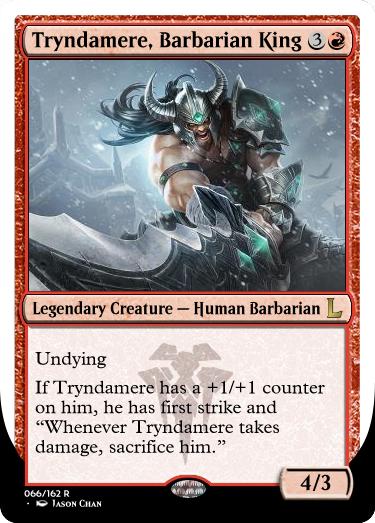 Tryndamere, Barbarian King 3
Legendary Creature — Human Barbarian L
Undying
If Tryndamere has a +1/+1 counter
on him, he has first strike and
“Whenever Tryndamere takes
damage, sacrifice him.”
066/162 R
· Jason Chan
4/3